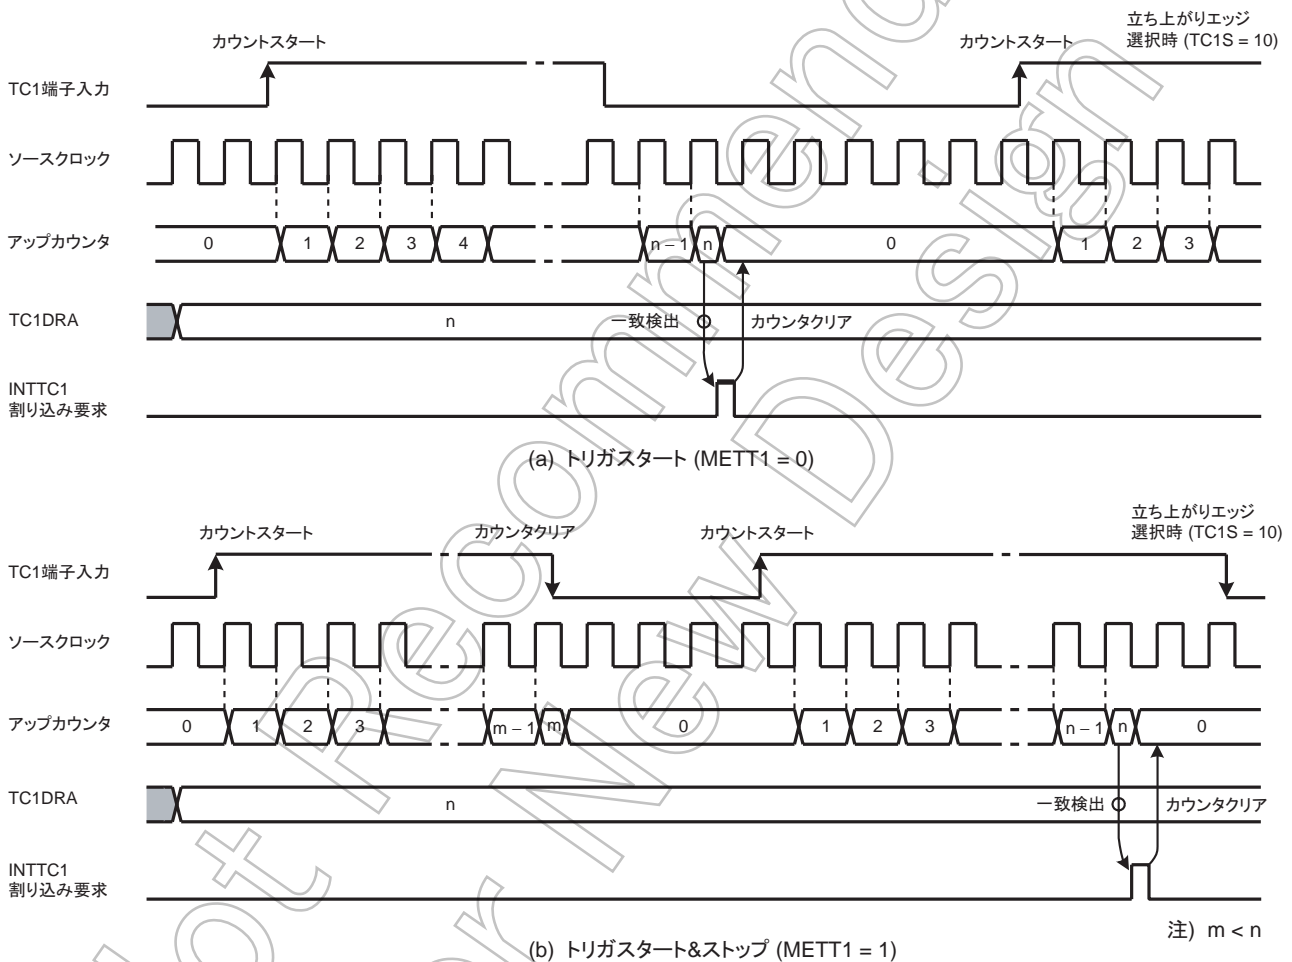 カウントスタート
カウントスタート
立ち上がりエッジ
選択時 (TC1S = 10)
TC1端子入力
ソースクロック
アップカウンタ
0 1 2 3 4 n – 1 n 0 1 2 3
TC1DRA
n
一致検出
カウンタクリア
INTTC1
割り込み要求
(a) トリガスタート (METT1 = 0)
カウントスタート
カウンタクリア
カウントスタート
立ち上がりエッジ
選択時 (TC1S = 10)
TC1端子入力
ソースクロック
アップカウンタ
0 1 2 3 m – 1 m 0 1 2 3 n – 1 n 0
TC1DRA
n
一致検出
カウンタクリア
INTTC1
割り込み要求
注) m < n
(b) トリガスタート&ストップ (METT1 = 1)
Not Recommended
for New Design